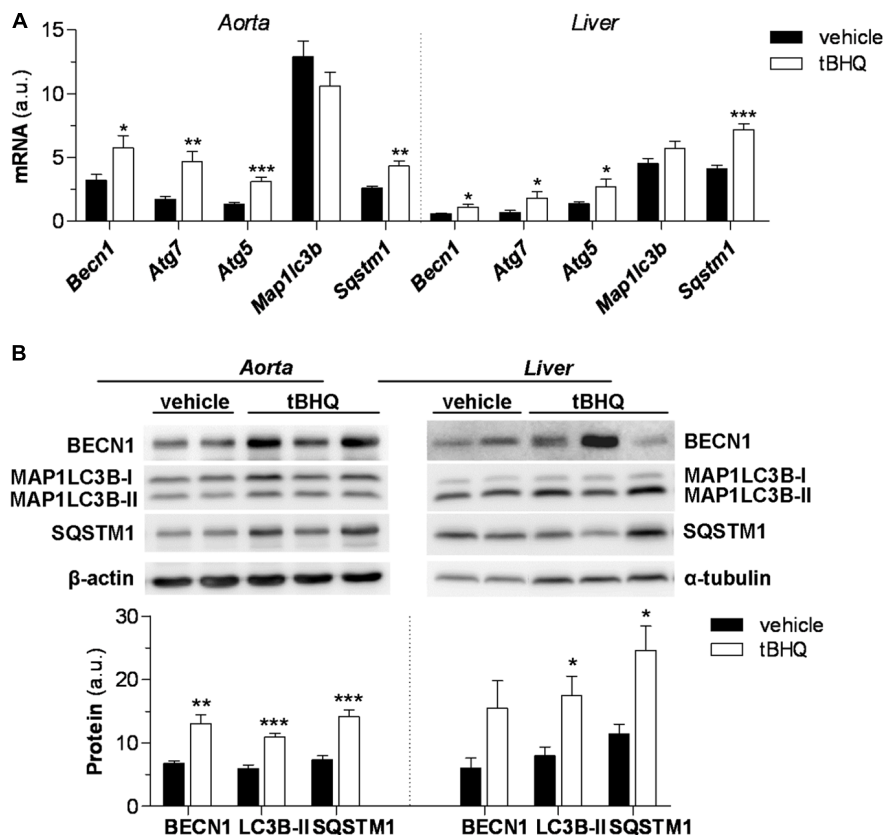 A
Aorta
Liver
vehicle
tBHQ
mRNA (a.u.)
15
10
5
0
*
**
***
**
*
*
*
***
Becn1
Atg7
Atg5
Map1lc3b
Sqstm1
Becn1
Atg7
Atg5
Map1lc3b
Sqstm1
B
Aorta
Liver
vehicle
tBHQ
vehicle
tBHQ
BECN1
BECN1
MAP1LC3B-I
MAP1LC3B-I
MAP1LC3B-II
MAP1LC3B-II
SQSTM1
SQSTM1
β-actin
α-tubulin
Protein (a.u.)
30
20
10
0
**
***
***
*
*
vehicle
tBHQ
BECN1 LC3B-II SQSTM1
BECN1 LC3B-II SQSTM1